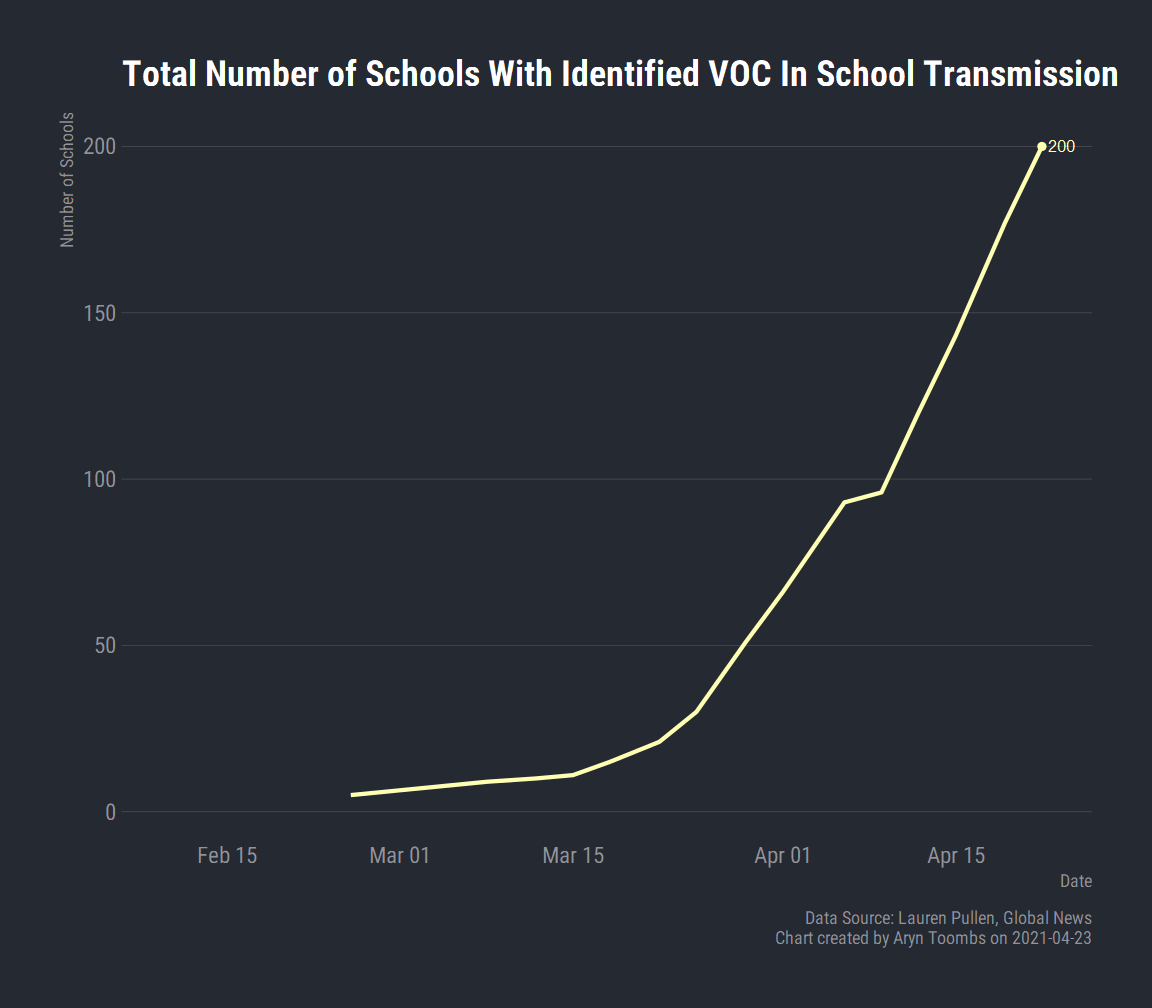 Total Number of Schools With Identified VOC In School Transmission
Number of Schools
200
200
150
100
50
0
Feb 15
Mar 01
Mar 15
Apr 01
Apr 15
Date
Data Source: Lauren Pullen, Global News
Chart created by Aryn Toombs on 2021-04-23